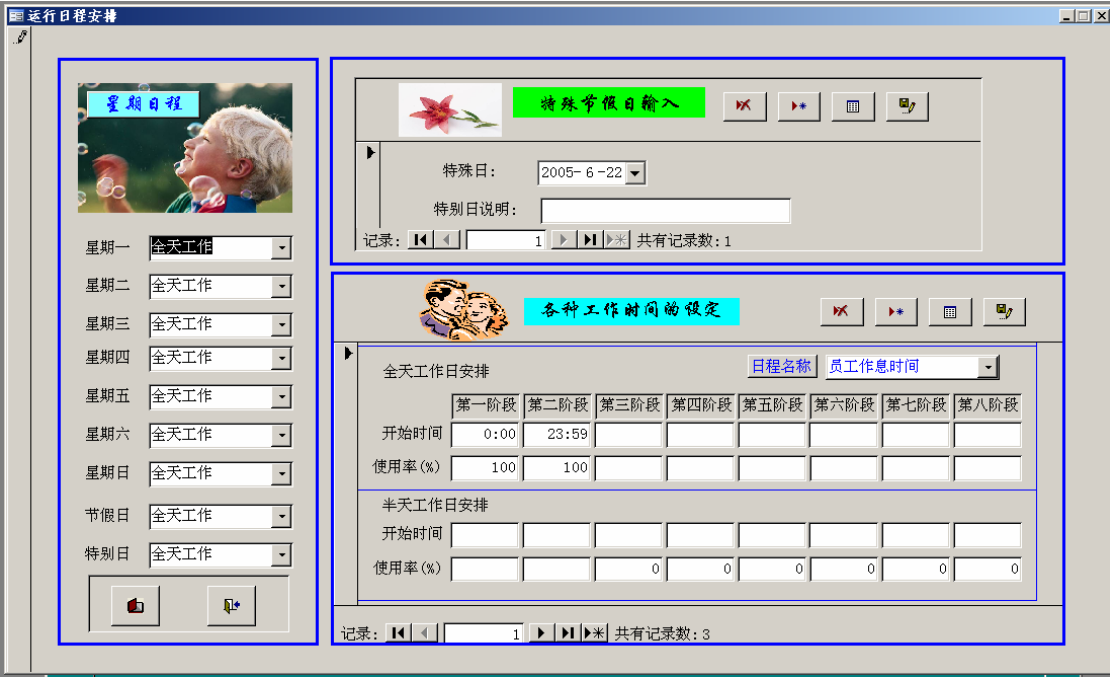 运行日程安排
星期日程
星期一 全天工作
星期二 全天工作
星期三 全天工作
星期四 全天工作
星期五 全天工作
星期六 全天工作
星期日 全天工作
节假日 全天工作
特别日 全天工作
特殊节假日输入
特殊日: 2005- 6 -22
特别日说明:
记录: 1 共有记录数:1
各种工作时间的设定
全天工作日安排 日程名称 员工作息时间
第一阶段 第二阶段 第三阶段 第四阶段 第五阶段 第六阶段 第七阶段 第八阶段
开始时间 0:00 23:59
使用率(%) 100 100
半天工作日安排
开始时间
使用率(%) 0 0 0 0 0 0
记录: 1 共有记录数:3